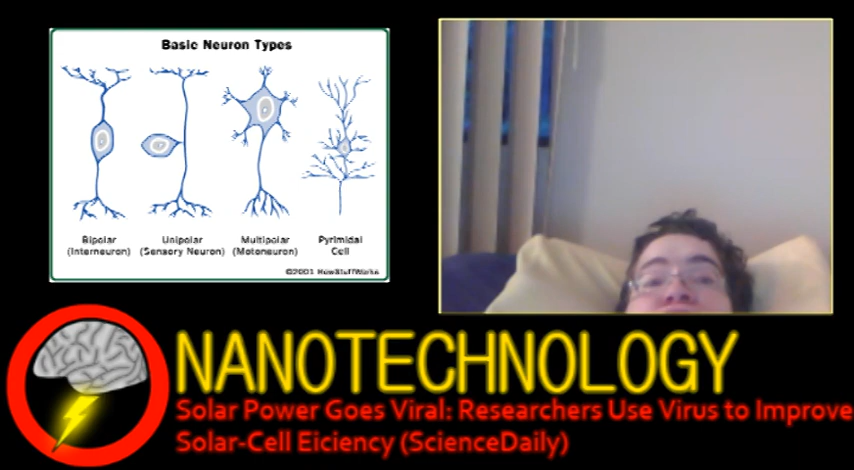 Basic Neuron Types
Bipolar Unipolar Multipolar Pyrimidal
(Interneuron) (Sensory Neuron) (Motoneuron) Cell
©2001 HowStuffWorks
NANOTECHNOLOGY
Solar Power Goes Viral: Researchers Use Virus to Improve
Solar-Cell Eiciency (ScienceDaily)